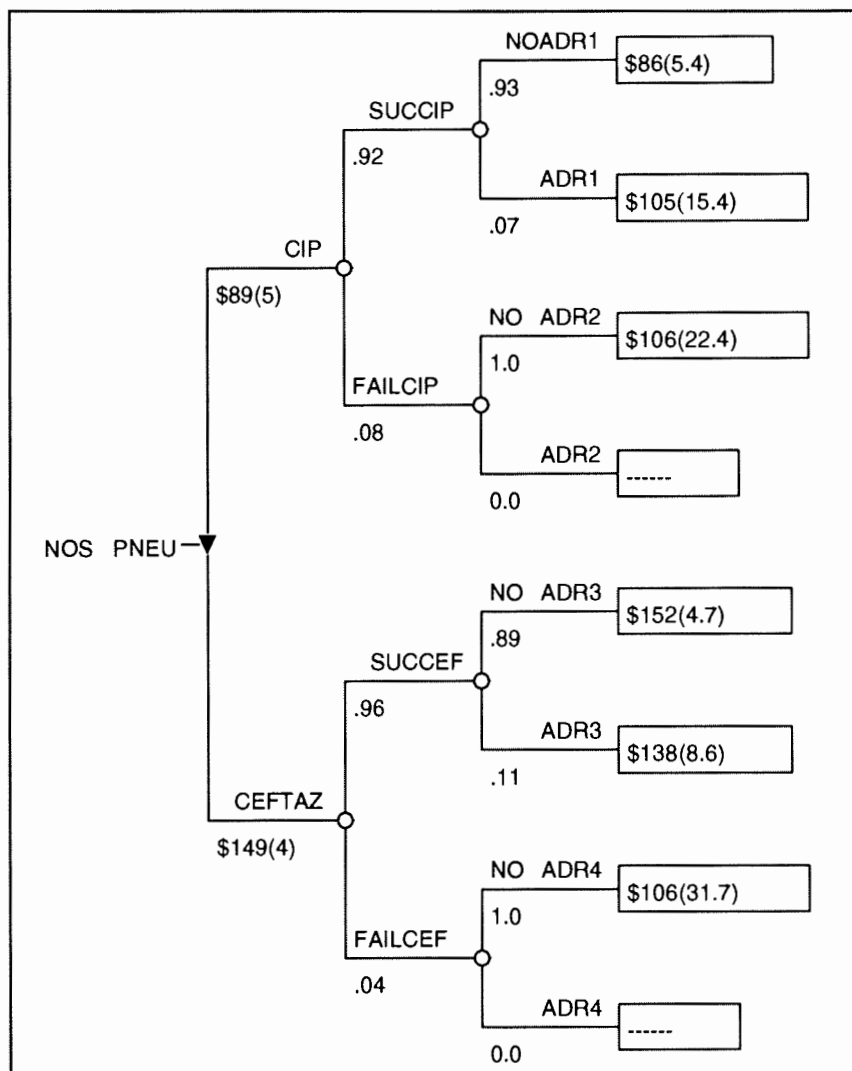 NOADR1
$86(5.4)
.93
SUCCIP
.92
ADR1
$105(15.4)
.07
CIP
$89(5)
NO ADR2
$106(22.4)
1.0
FAILCIP
.08
ADR2
------
0.0
NOS PNEU
NO ADR3
$152(4.7)
.89
SUCCEF
.96
ADR3
$138(8.6)
.11
CEFTAZ
$149(4)
NO ADR4
$106(31.7)
1.0
FAILCEF
.04
ADR4
------
0.0